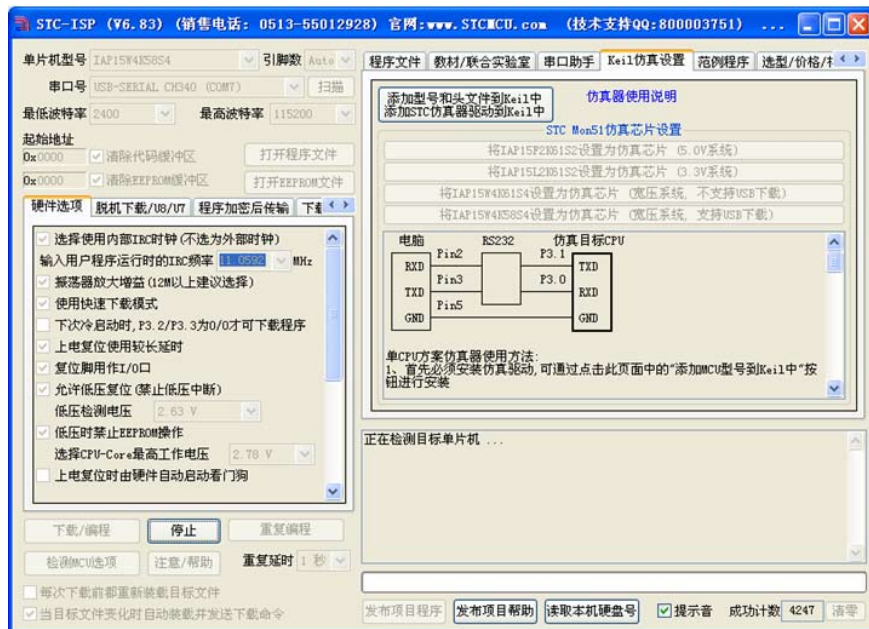 STC-ISP (V6.83) (销售电话: 0513-55012928) 官网:www.STCMCU.com (技术支持QQ:800003751) ...
单片机型号 IAP15W4K58S4 引脚数 Auto
串口号 USB-SERIAL CH340 (COM7) 扫描
最低波特率 2400 最高波特率 115200
起始地址
0x0000 清除代码缓冲区 打开程序文件
0x0000 清除EEPROM缓冲区 打开EEPROM文件
硬件选项 脱机下载/U8/U7 程序加密后传输
选择使用内部IRC时钟(不选为外部时钟)
输入用户程序运行时的IRC频率 11.0592 MHz
振荡器放大增益(12M以上建议选择)
使用快速下载模式
下次冷启动时,P3.2/P3.3为0/0才可下载程序
上电复位使用较长延时
复位脚用作I/O口
允许低压复位(禁止低压中断)
低压检测电压 2.63 V
低压时禁止EEPROM操作
选择CPU-Core最高工作电压 2.78 V
上电复位时由硬件自动启动看门狗
下载/编程 停止 重复编程
检测MCU选项 注意/帮助 重复延时 1 秒
每次下载前都重新装载目标文件
当目标文件变化时自动装载并发送下载命令
程序文件 教材/联合实验室 串口助手 Keil仿真设置 范例程序 选型/价格/
添加型号和头文件到Keil中
添加STC仿真器驱动到Keil中
仿真器使用说明
STC Mon51仿真芯片设置
将IAP15F2K61S2设置为仿真芯片 (5.0V系统)
将IAP15L2K61S2设置为仿真芯片 (3.3V系统)
将IAP15W4K61S4设置为仿真芯片 (宽压系统, 不支持USB下载)
将IAP15W4K58S4设置为仿真芯片 (宽压系统, 支持USB下载)
电脑 RS232 仿真目标CPU
Pin2 P3.1
RXD TXD
Pin3 P3.0
TXD RXD
Pin5
GND GND
单CPU方案仿真器使用方法:
1、首先必须安装仿真驱动,可通过点击此页面中的"添加MCU型号到Keil中"按
钮进行安装
正在检测目标单片机 ...
发布项目程序 发布项目帮助 读取本机硬盘号 提示音 成功计数 4247 清零